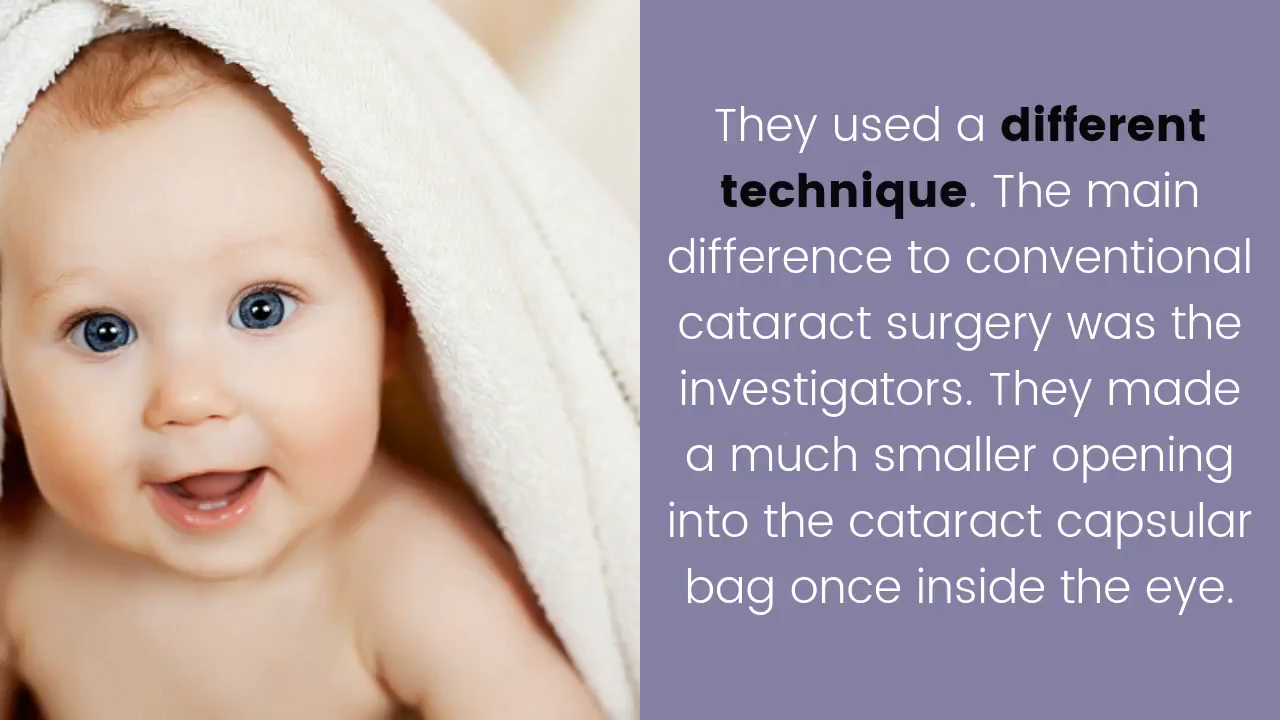 They used a different
technique. The main
difference to conventional
cataract surgery was the
investigators. They made
a much smaller opening
into the cataract capsular
bag once inside the eye.